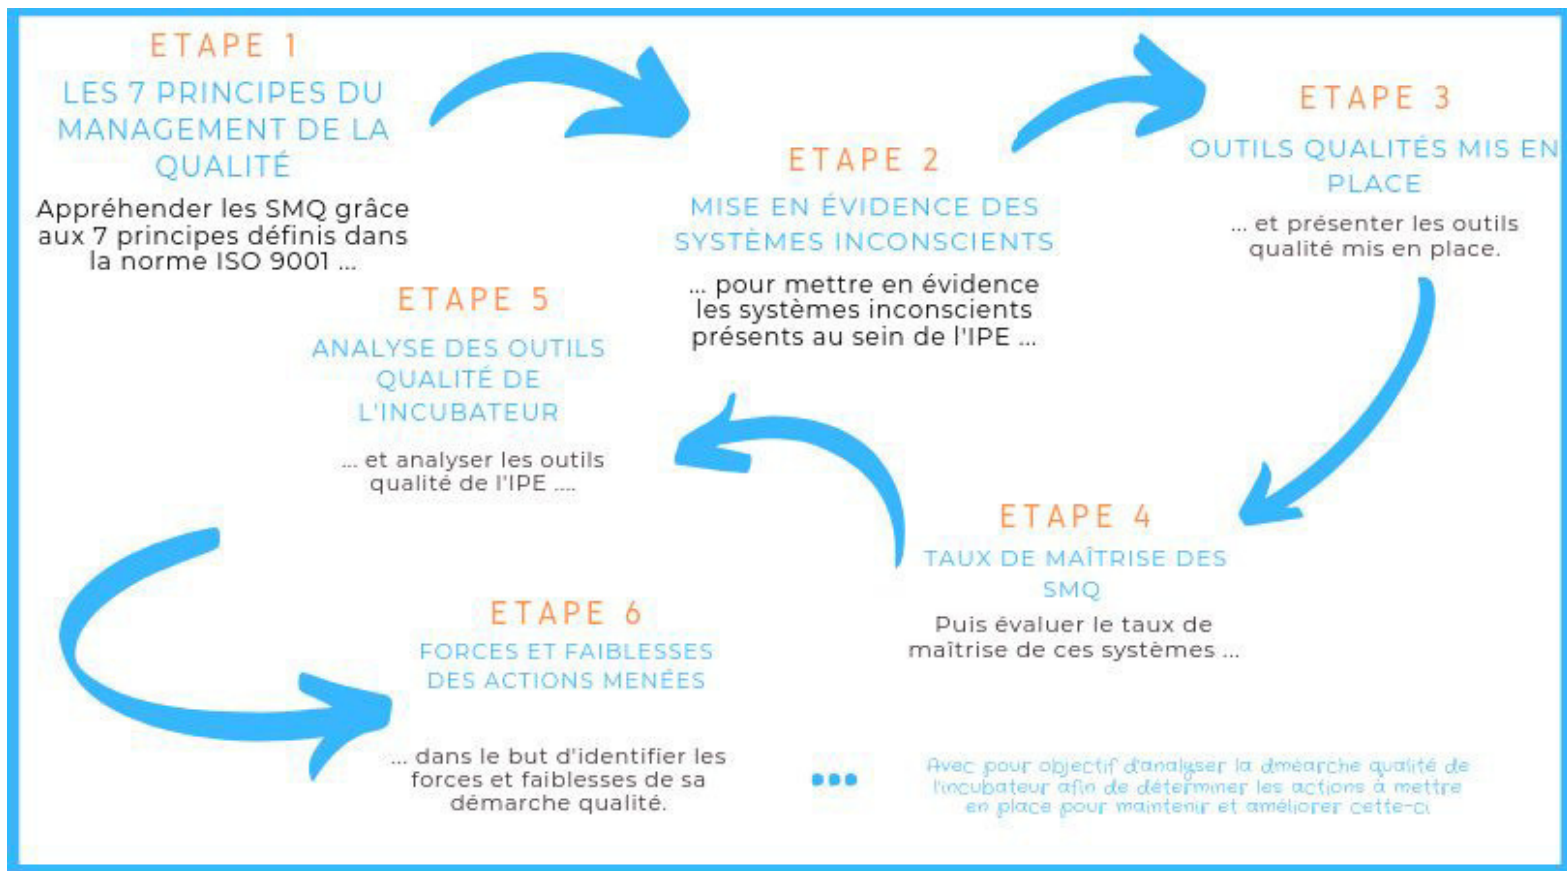 ETAPE 1
LES 7 PRINCIPES DU
MANAGEMENT DE LA
QUALITÉ
Appréhender les SMQ grâce
aux 7 principes définis dans
la norme ISO 9001 ...
ETAPE 2
MISE EN ÉVIDENCE DES
SYSTÈMES INCONSCIENTS
... pour mettre en évidence
les systèmes inconscients
présents au sein de l'IPE ...
ETAPE 3
OUTILS QUALITÉS MIS EN
PLACE
... et présenter les outils
qualité mis en place.
ETAPE 4
TAUX DE MAÎTRISE DES
SMQ
Puis évaluer le taux de
maîtrise de ces systèmes ...
ETAPE 5
ANALYSE DES OUTILS
QUALITÉ DE
L'INCUBATEUR
... et analyser les outils
qualité de l'IPE ....
ETAPE 6
FORCES ET FAIBLESSES
DES ACTIONS MENÉES
... dans le but d'identifier les
forces et faiblesses de sa
démarche qualité.
Avec pour objectif d'analyser la dméarche qualité de
l'incubateur afin de déterminer les actions à mettre
en place pour maintenir et améliorer cette-ci